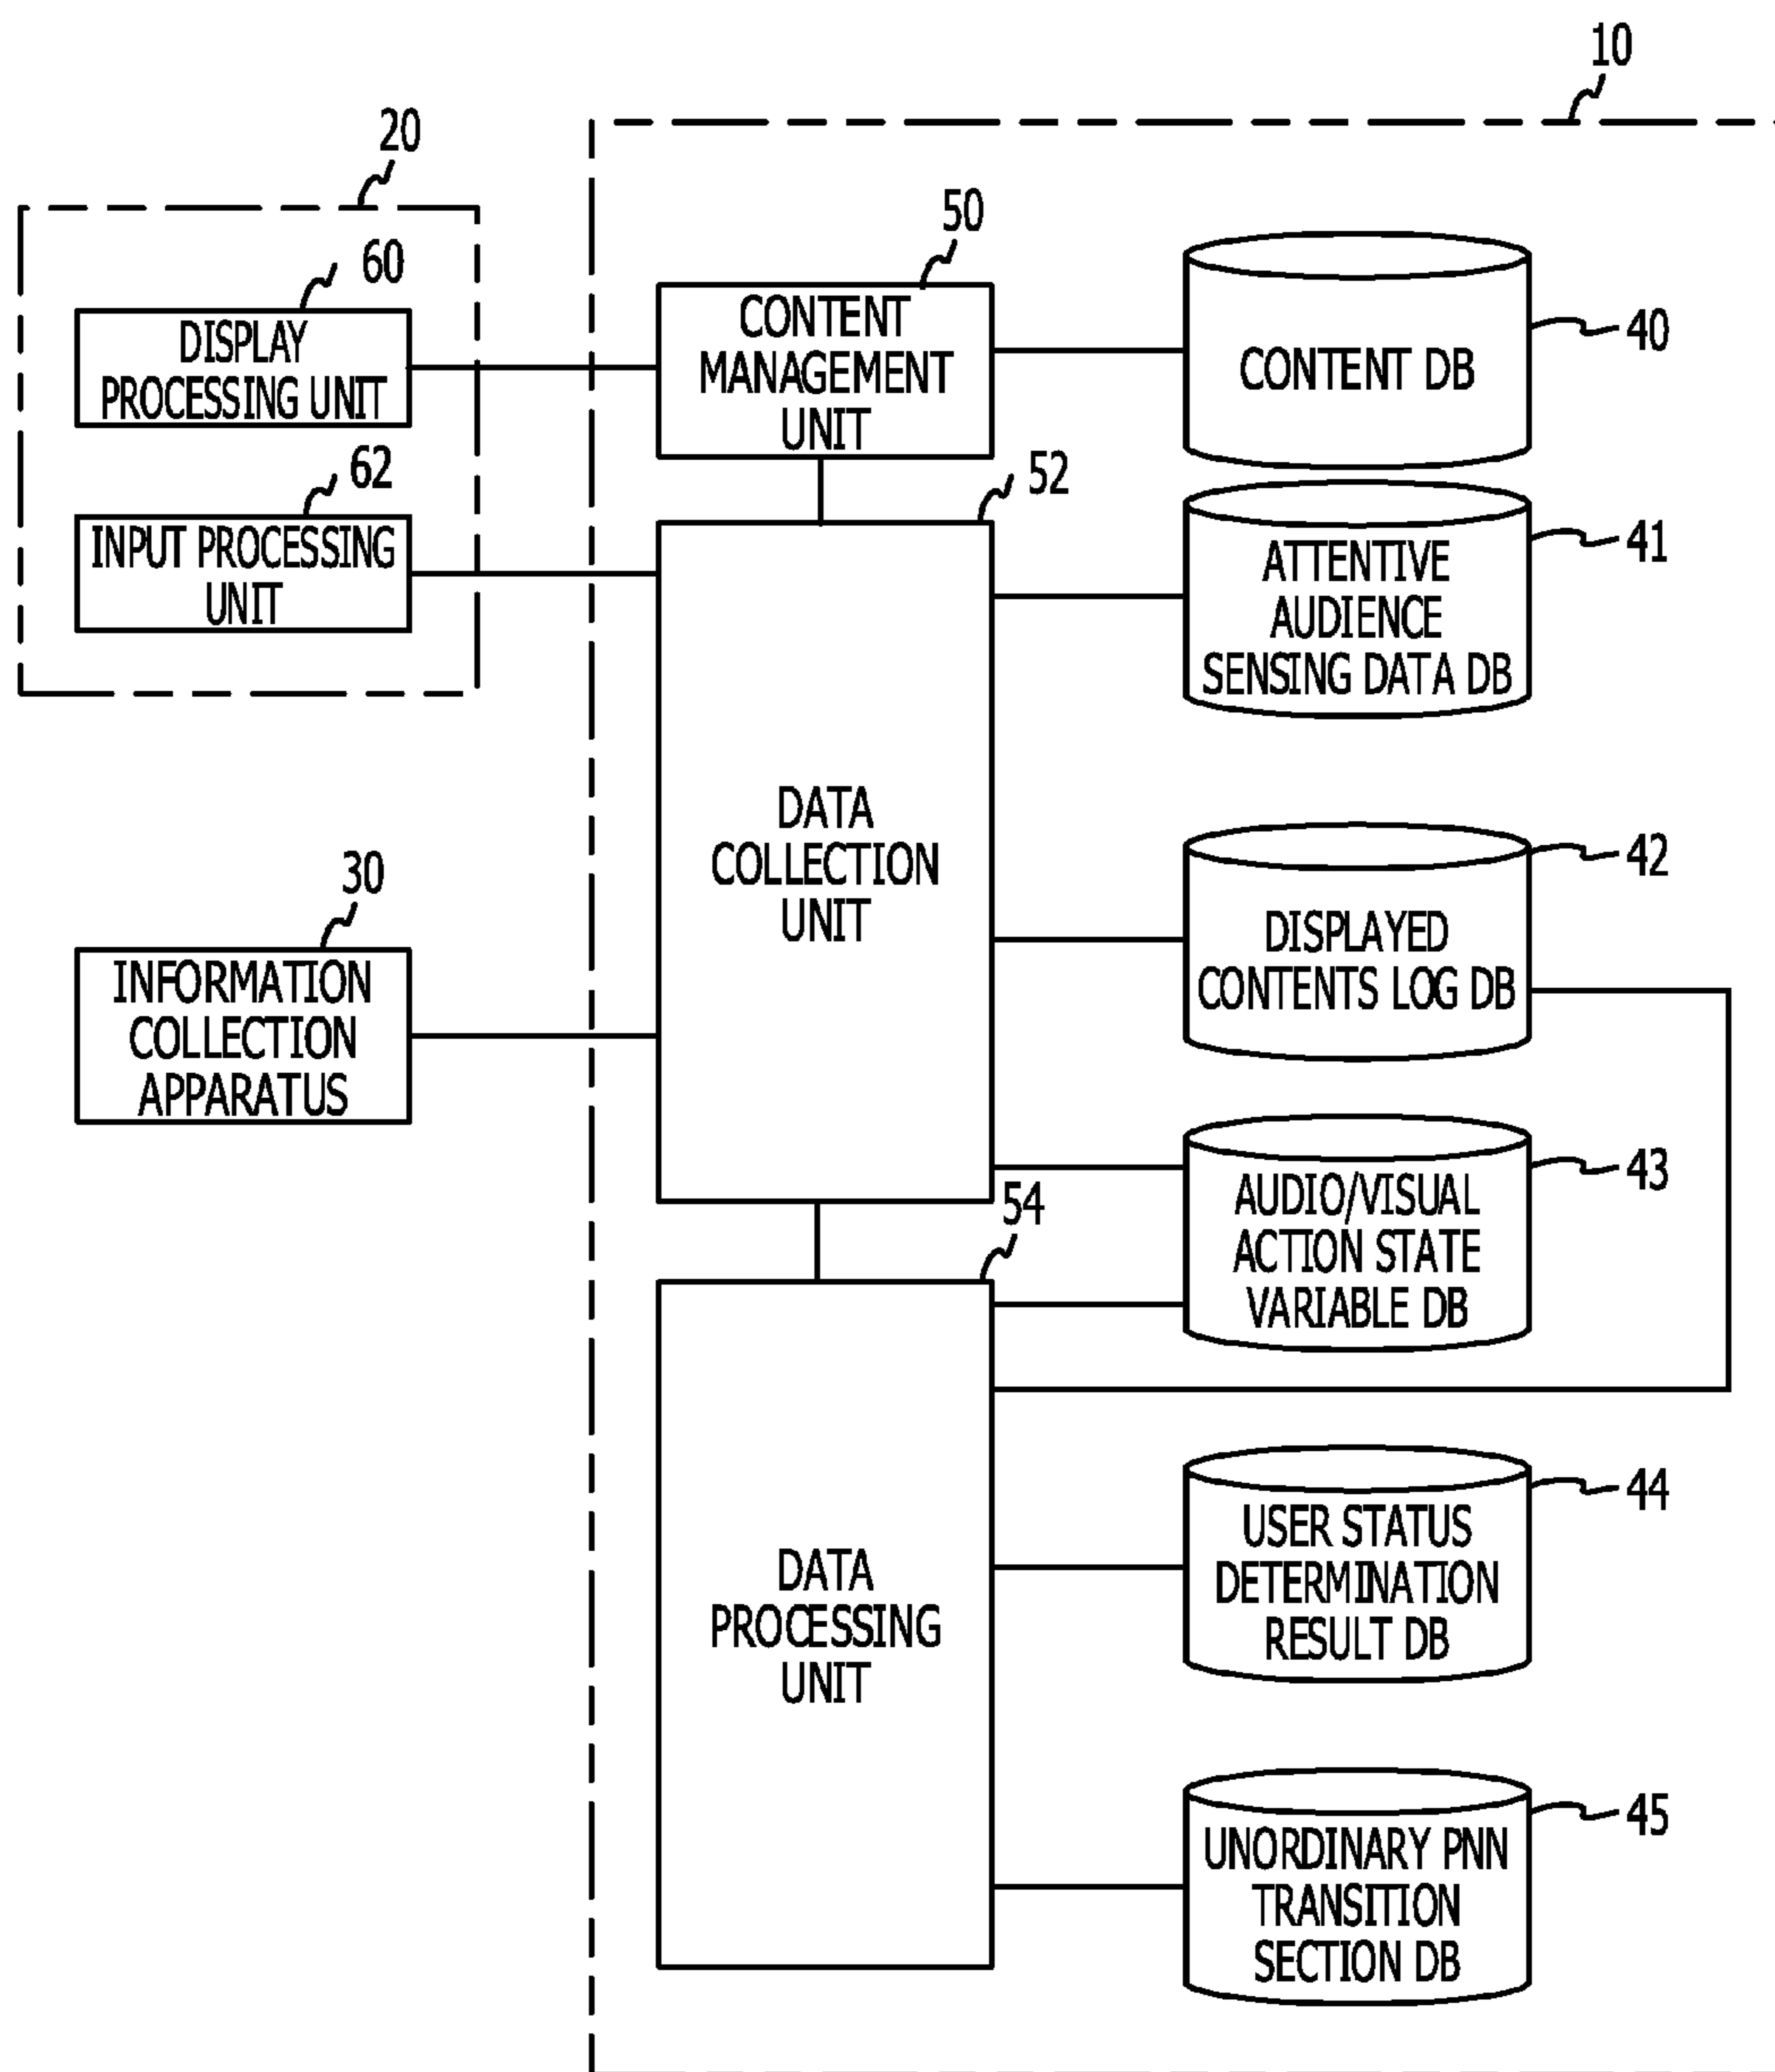 10
20
50
60
DISPLAY
PROCESSING UNIT
CONTENT
MANAGEMENT
UNIT
CONTENT DB
40
62
INPUT PROCESSING
UNIT
52
ATTENTIVE
AUDIENCE
SENSING DATA DB
41
DATA
COLLECTION
UNIT
30
INFORMATION
COLLECTION
APPARATUS
DISPLAYED
CONTENTS LOG DB
42
AUDIO/VISUAL
ACTION STATE
VARIABLE DB
43
54
DATA
PROCESSING
UNIT
USER STATUS
DETERMINATION
RESULT DB
44
UNORDINARY PNN
TRANSITION
SECTION DB
45